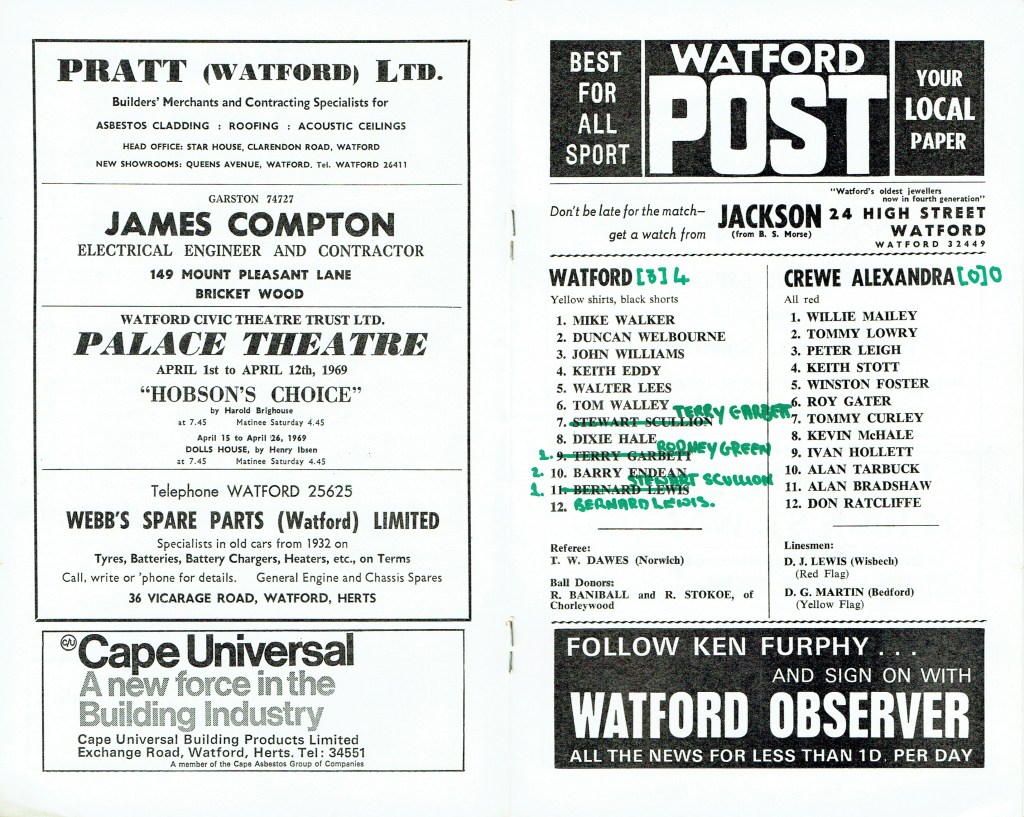 PRATT (WATFORD) LTD.
Builders' Merchants and Contracting Specialists for
ASBESTOS CLADDING : ROOFING : ACOUSTIC CEILINGS
HEAD OFFICE: STAR HOUSE, CLARENDON ROAD, WATFORD
NEW SHOWROOMS: QUEENS AVENUE, WATFORD. Tel. WATFORD 26411
GARSTON 74727
JAMES COMPTON
ELECTRICAL ENGINEER AND CONTRACTOR
149 MOUNT PLEASANT LANE
BRICKET WOOD
WATFORD CIVIC THEATRE TRUST LTD.
PALACE THEATRE
APRIL 1st to APRIL 12th, 1969
"HOBSON'S CHOICE"
by Harold Brighouse
at 7.45 Matinee Saturday 4.45
April 15 to April 26, 1969
DOLLS HOUSE, by Henry Ibsen
at 7.45 Matinee Saturday 4.45
Telephone WATFORD 25625
WEBB'S SPARE PARTS (Watford) LIMITED
Specialists in old cars from 1932 on
Tyres, Batteries, Battery Chargers, Heaters, etc., on Terms
Call, write or 'phone for details. General Engine and Chassis Spares
36 VICARAGE ROAD, WATFORD, HERTS
C/U Cape Universal
A new force in the
Building Industry
Cape Universal Building Products Limited
Exchange Road, Watford, Herts. Tel: 34551
A member of the Cape Asbestos Group of Companies
BEST
FOR
ALL
SPORT
WATFORD
POST
YOUR
LOCAL
PAPER
Don't be late for the match—
get a watch from
JACKSON
(from B. S. Morse)
"Watford's oldest jewellers
now in fourth generation"
24 HIGH STREET
WATFORD
WATFORD 32449
WATFORD [3] 4
Yellow shirts, black shorts
1. MIKE WALKER
2. DUNCAN WELBOURNE
3. JOHN WILLIAMS
4. KEITH EDDY
5. WALTER LEES
6. TOM WALLEY
7. STEWART SCULLION TERRY GARBETT
8. DIXIE HALE
1. 9. TERRY GARBETT RODNEY GREEN
2. 10. BARRY ENDEAN
1. 11. BERNARD LEWIS STEWART SCULLION
12. BERNARD LEWIS.
Referee:
T. W. DAWES (Norwich)
Ball Donors:
R. BANIBALL and R. STOKOE, of
Chorleywood
CREWE ALEXANDRA [0] 0
All red
1. WILLIE MAILEY
2. TOMMY LOWRY
3. PETER LEIGH
4. KEITH STOTT
5. WINSTON FOSTER
6. ROY GATER
7. TOMMY CURLEY
8. KEVIN McHALE
9. IVAN HOLLETT
10. ALAN TARBUCK
11. ALAN BRADSHAW
12. DON RATCLIFFE
Linesmen:
D. J. LEWIS (Wisbech)
(Red Flag)
D. G. MARTIN (Bedford)
(Yellow Flag)
FOLLOW KEN FURPHY . . .
AND SIGN ON WITH
WATFORD OBSERVER
ALL THE NEWS FOR LESS THAN 1D. PER DAY